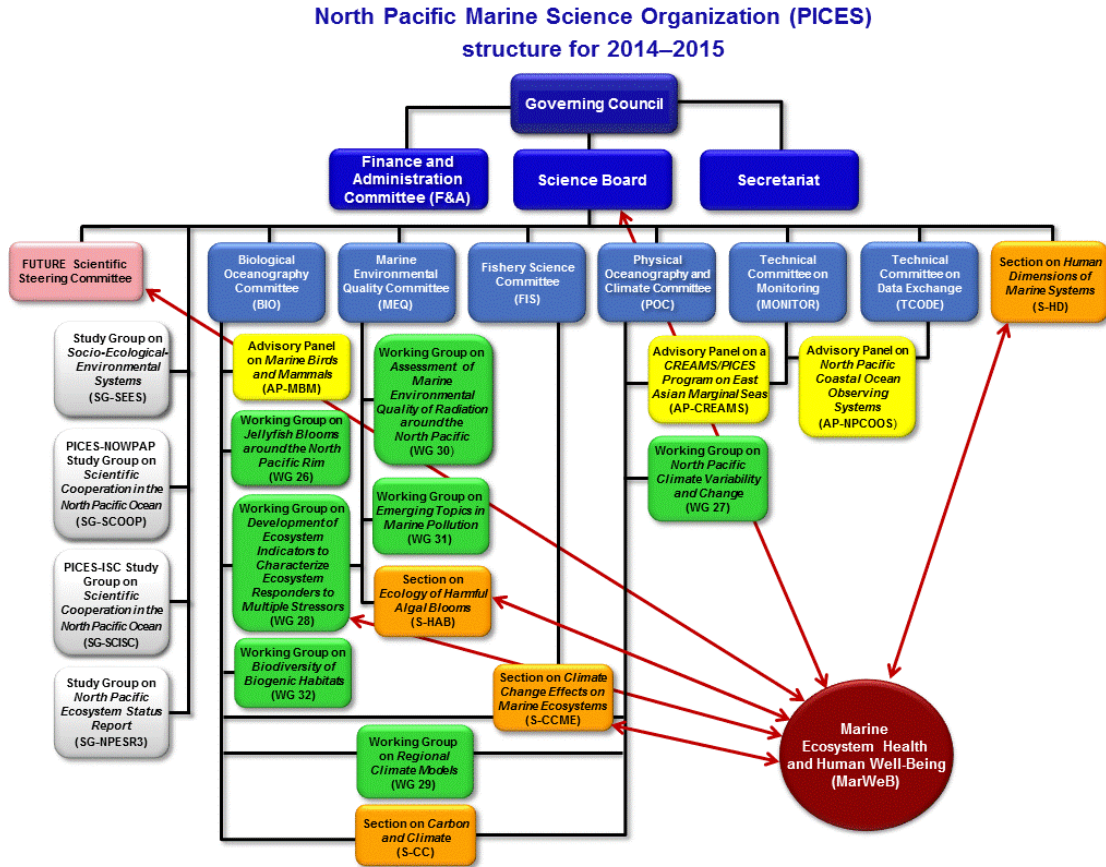 North Pacific Marine Science Organization (PICES)
structure for 2014–2015
Governing Council
Finance and
Administration
Committee (F&A)
Science Board
Secretariat
FUTURE Scientific
Steering Committee
Biological
Oceanography
Committee
(BIO)
Marine
Environmental
Quality Committee
(MEQ)
Fishery Science
Committee
(FIS)
Physical
Oceanography and
Climate Committee
(POC)
Technical
Committee on
Monitoring
(MONITOR)
Technical
Committee on
Data Exchange
(TCODE)
Section on Human
Dimensions of
Marine Systems
(S-HD)
Study Group on
Socio-Ecological-
Environmental
Systems
(SG-SEES)
PICES-NOWPAP
Study Group on
Scientific
Cooperation in the
North Pacific Ocean
(SG-SCOOP)
PICES-ISC Study
Group on
Scientific
Cooperation in the
North Pacific Ocean
(SG-SCISC)
Study Group on
North Pacific
Ecosystem Status
Report
(SG-NPESR3)
Advisory Panel
on Marine Birds
and Mammals
(AP-MBM)
Working Group on
Jellyfish Blooms
around the North
Pacific Rim
(WG 26)
Working Group on
Development of
Ecosystem
Indicators to
Characterize
Ecosystem
Responders to
Multiple Stressors
(WG 28)
Working Group on
Biodiversity of
Biogenic Habitats
(WG 32)
Working Group on
Assessment of
Marine
Environmental
Quality of Radiation
around the
North Pacific
(WG 30)
Working Group on
Emerging Topics in
Marine Pollution
(WG 31)
Section on
Ecology of Harmful
Algal Blooms
(S-HAB)
Advisory Panel on a
CREAMS/PICES
Program on East
Asian Marginal Seas
(AP-CREAMS)
Advisory Panel on
North Pacific
Coastal Ocean
Observing
Systems
(AP-NPCOOS)
Working Group on
North Pacific
Climate Variability
and Change
(WG 27)
Section on Climate
Change Effects on
Marine Ecosystems
(S-CCME)
Working Group
on Regional
Climate Models
(WG 29)
Section on Carbon
and Climate
(S-CC)
Marine
Ecosystem Health
and Human Well-Being
(MarWeB)